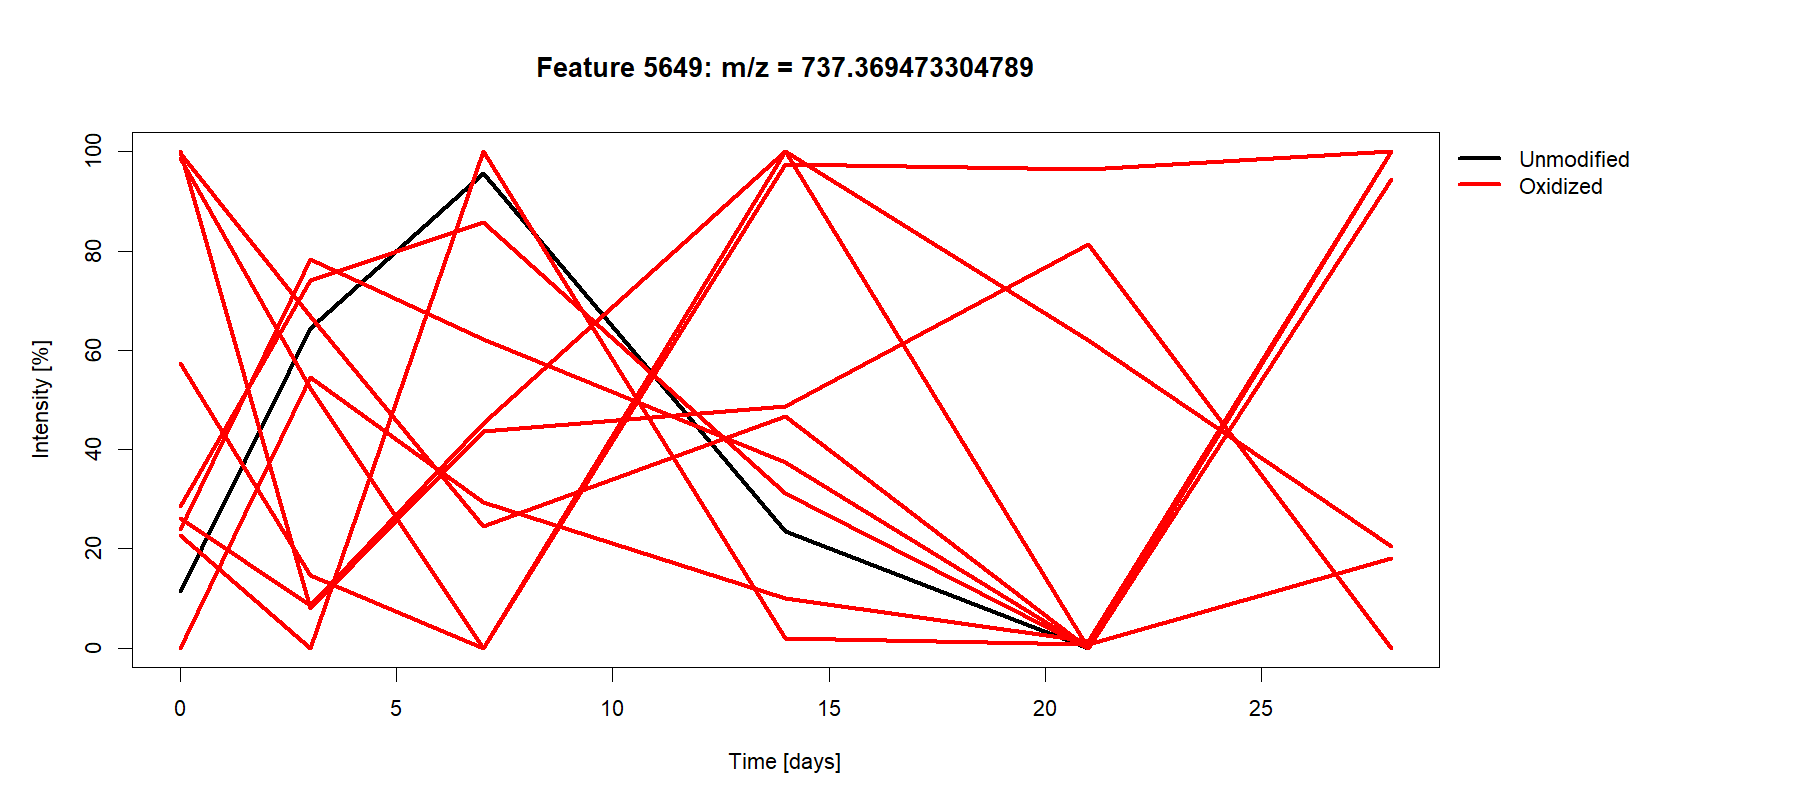 Feature 5649: m/z = 737.369473304789
Unmodified
Oxidized
Intensity [%]
100
80
60
40
20
0
0 5 10 15 20 25
Time [days]